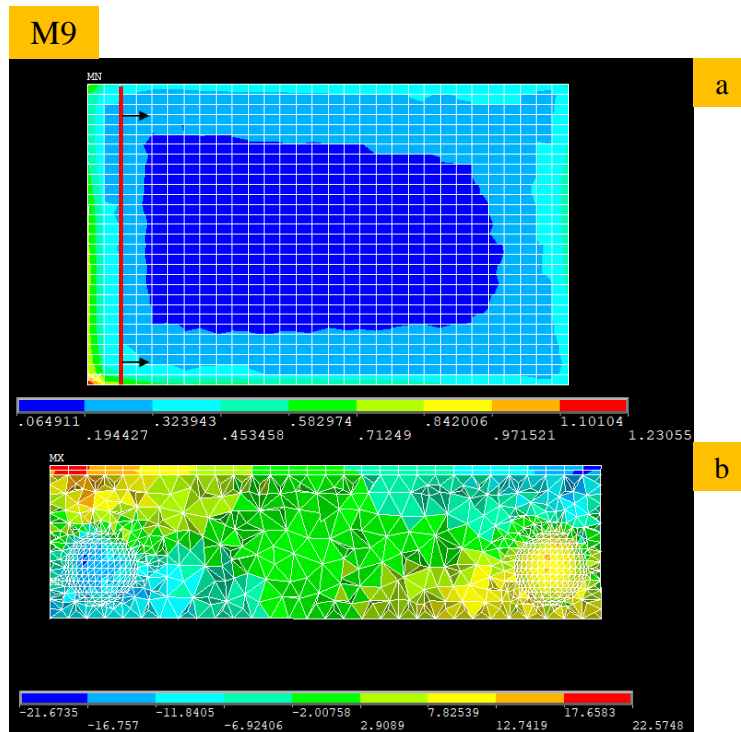 M9
a
MN
.064911 .323943 .582974 .842006 1.10104
.194427 .453458 .71249 .971521 1.23055
b
MX
-21.6735 -11.8405 -2.00758 7.82539 17.6583
-16.757 -6.92406 2.9089 12.7419 22.5748